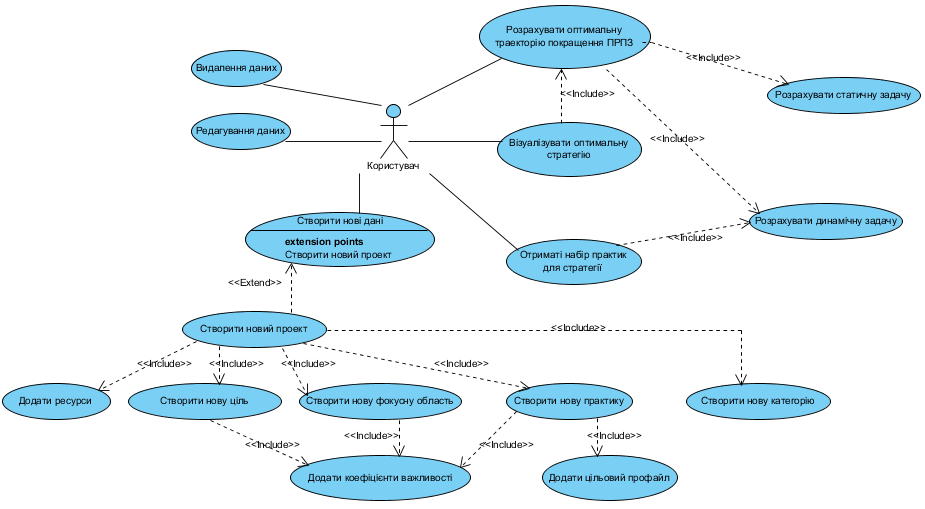 Розрахувати оптимальну
траекторію покращення ПРПЗ
<<Include>>
Видалення даних
Розрахувати статичну задачу
<<Include>>
Редагування даних
Користувач
Візуалізувати оптимальну
стратегію
<<Include>>
Створити нові дані
extension points
Створити новий проект
Розрахувати динамічну задачу
<<Include>>
Отриматі набір практик
для стратегії
<<Extend>>
Створити новий проект
<<Include>>
<<Include>>
<<Include>>
<<Include>>
<<Include>>
Додати ресурси
Створити нову ціль
Створити нову фокусну область
Створити нову практику
Створити нову категорію
<<Include>>
<<Include>>
<<Include>>
<<Include>>
Додати коефіцієнти важливості
Додати цільовий профайл